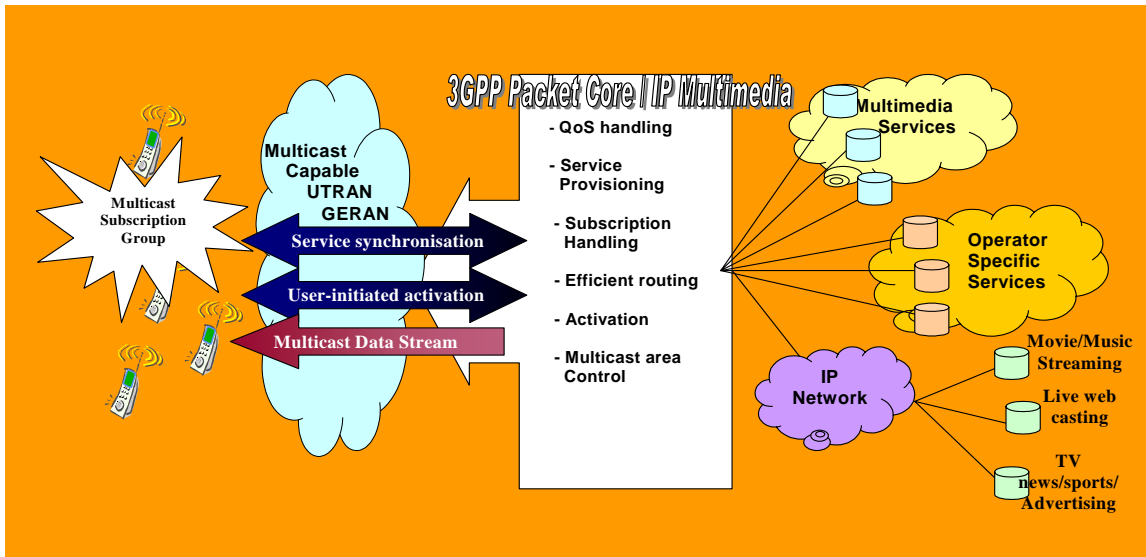 3GPP Packet Core / IP Multimedia
Multicast
Subscription
Group
Multicast
Capable
UTRAN
GERAN
Service synchronisation
User-initiated activation
Multicast Data Stream
- QoS handling
- Service
Provisioning
- Subscription
Handling
- Efficient routing
- Activation
- Multicast area
Control
Multimedia
Services
Operator
Specific
Services
IP
Network
Movie/Music
Streaming
Live web
casting
TV
news/sports/
Advertising